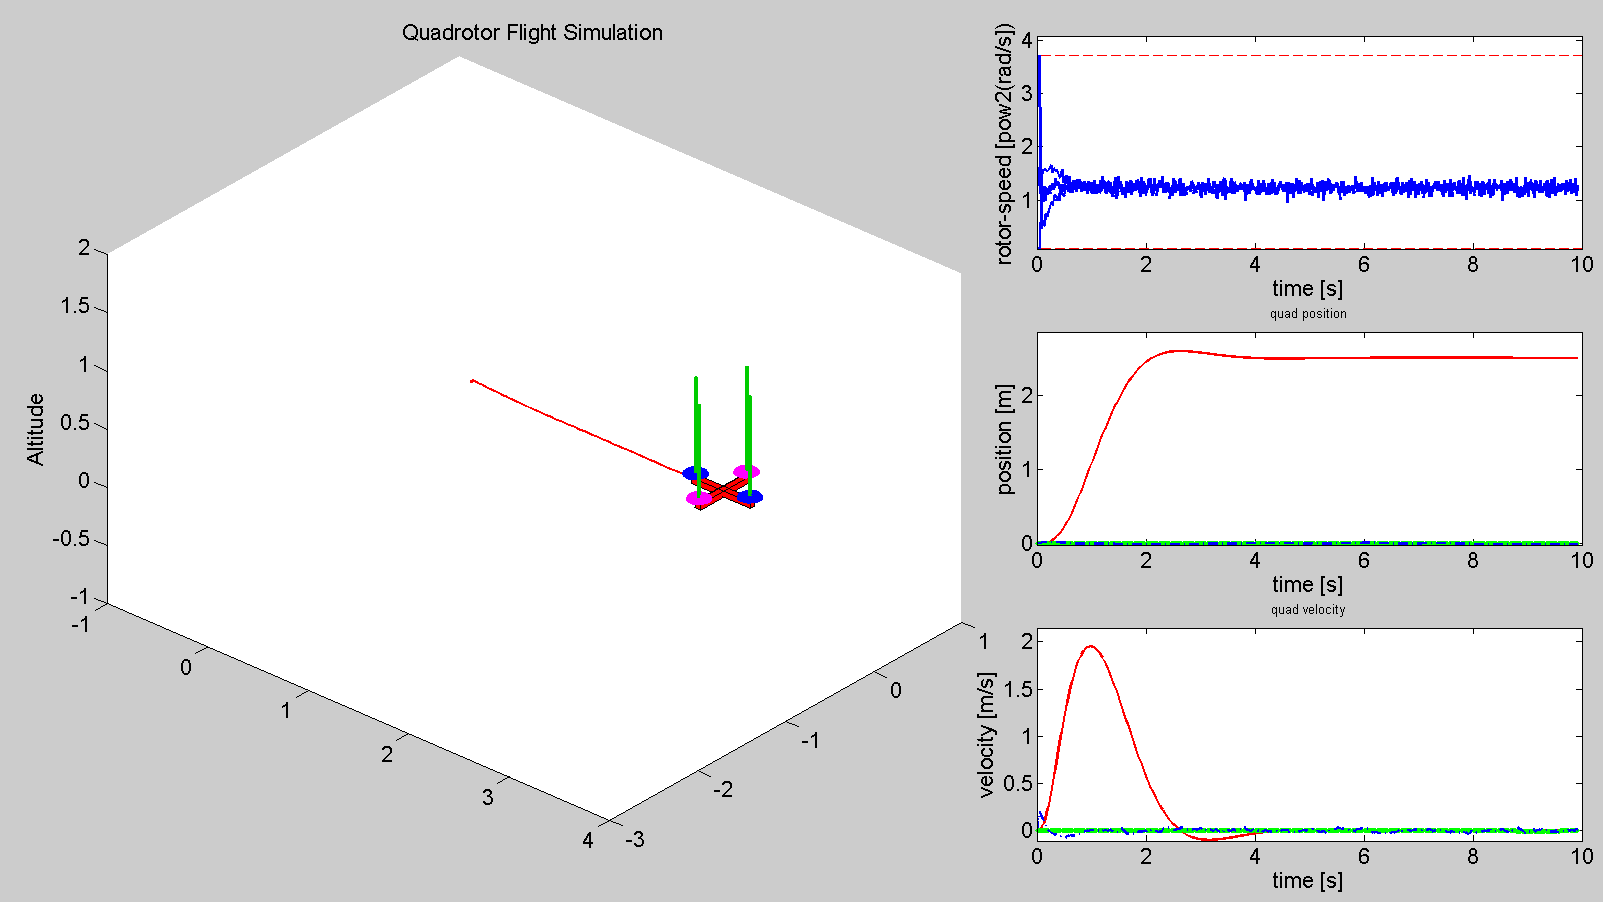 Quadrotor Flight Simulation
Altitude
2
1.5
1
0.5
0
-0.5
-1
-1
0
1
2
3
4
-3
-2
-1
0
1
rotor-speed [pow2(rad/s])
4
3
2
1
0 2 4 6 8 10
time [s]
quad position
position [m]
2
1
0
0 2 4 6 8 10
time [s]
quad velocity
velocity [m/s]
2
1.5
1
0.5
0
0 2 4 6 8 10
time [s]